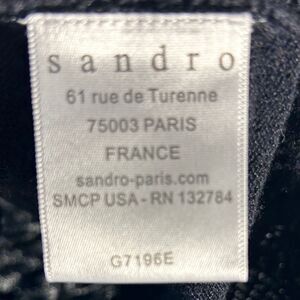 sandro
61 rue de Turenne
75003 PARIS
FRANCE
sandro-paris.com
SMCP USA - RN 132784
G7196E